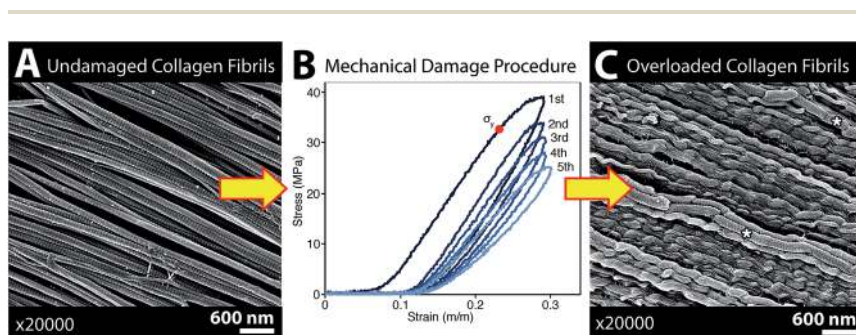 A Undamaged Collagen Fibrils
x20000
600 nm
B Mechanical Damage Procedure
Stress (MPa)
40
30
20
10
0
σy
1st
2nd
3rd
4th
5th
0
0.1
0.2
0.3
Strain (m/m)
C Overloaded Collagen Fibrils
*
*
x20000
600 nm